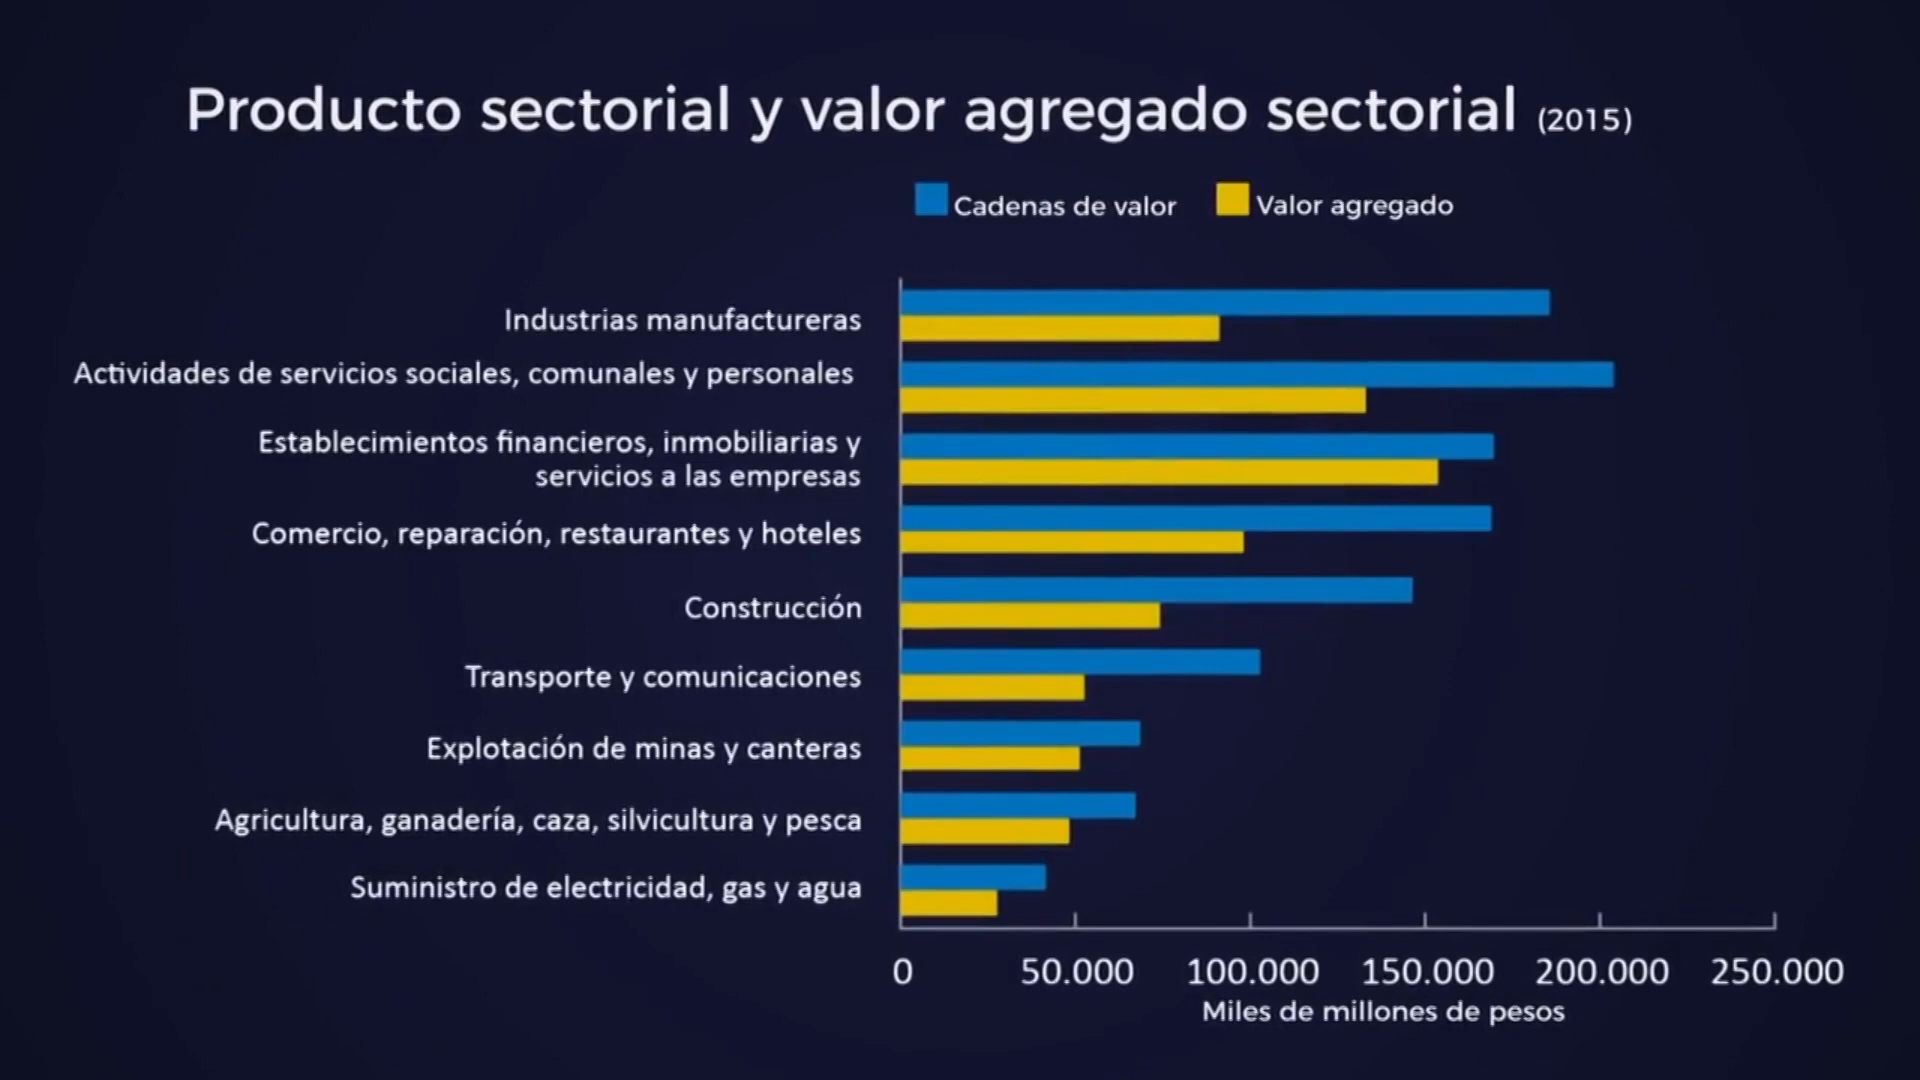 Producto sectorial y valor agregado sectorial (2015)
Cadenas de valor
Valor agregado
Industrias manufactureras
Actividades de servicios sociales, comunales y personales
Establecimientos financieros, inmobiliarias y
servicios a las empresas
Comercio, reparación, restaurantes y hoteles
Construcción
Transporte y comunicaciones
Explotación de minas y canteras
Agricultura, ganadería, caza, silvicultura y pesca
Suministro de electricidad, gas y agua
0 50.000 100.000 150.000 200.000 250.000
Miles de millones de pesos